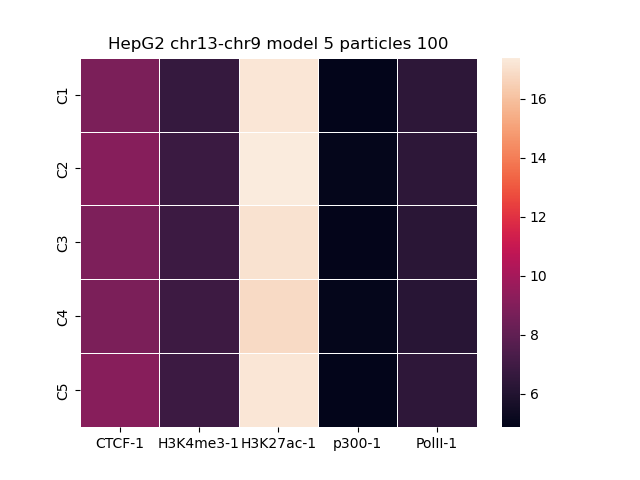 HepG2 chr13-chr9 model 5 particles 100
C1
C2
C3
C4
C5
CTCF-1 H3K4me3-1 H3K27ac-1 p300-1 PolII-1
16
14
12
10
8
6